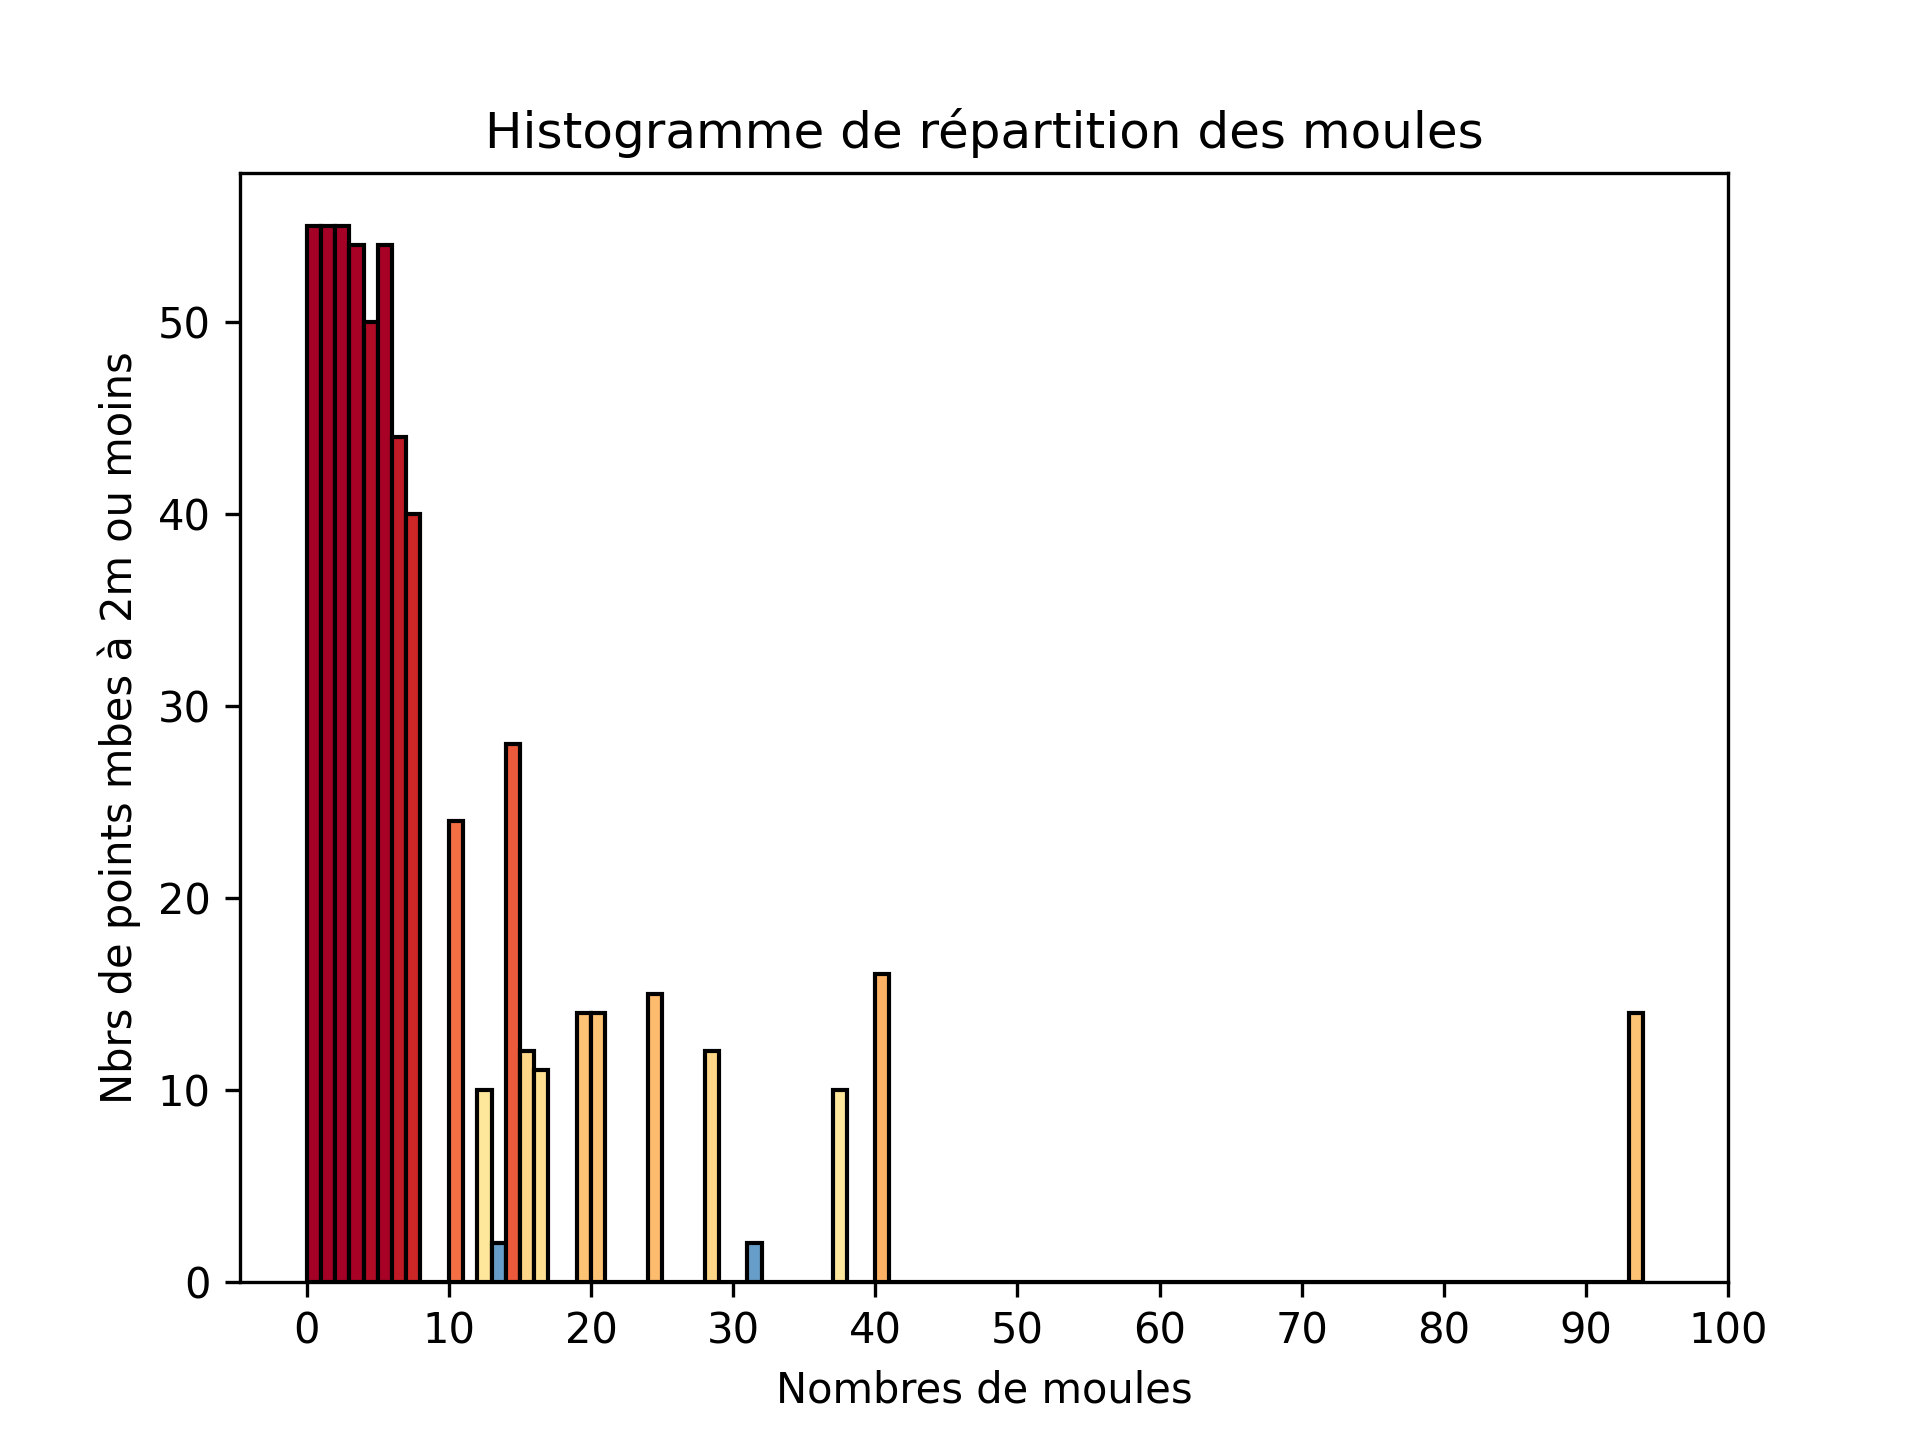 Histogramme de répartition des moules
Nbrs de points mbes à 2m ou moins
50
40
30
20
10
0
0 10 20 30 40 50 60 70 80 90 100
Nombres de moules